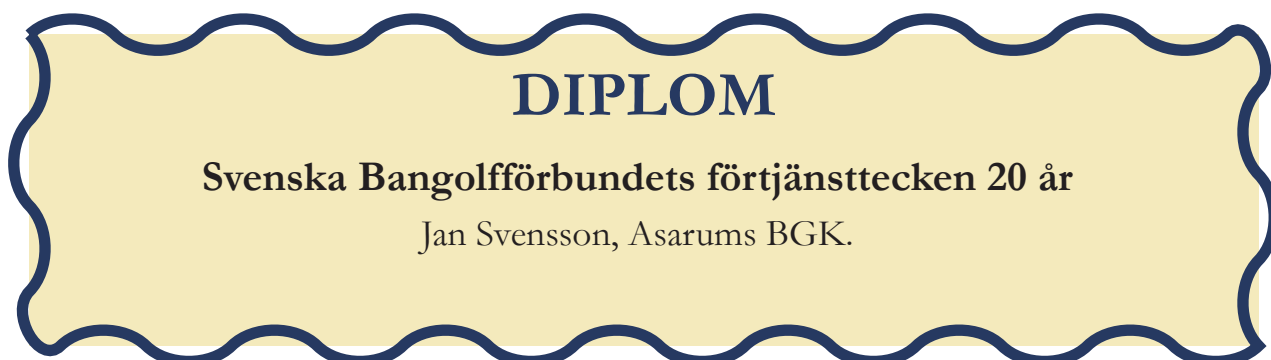 DIPLOM
Svenska Bangolfförbundets förtjänsttecken 20 år
Jan Svensson, Asarums BGK.